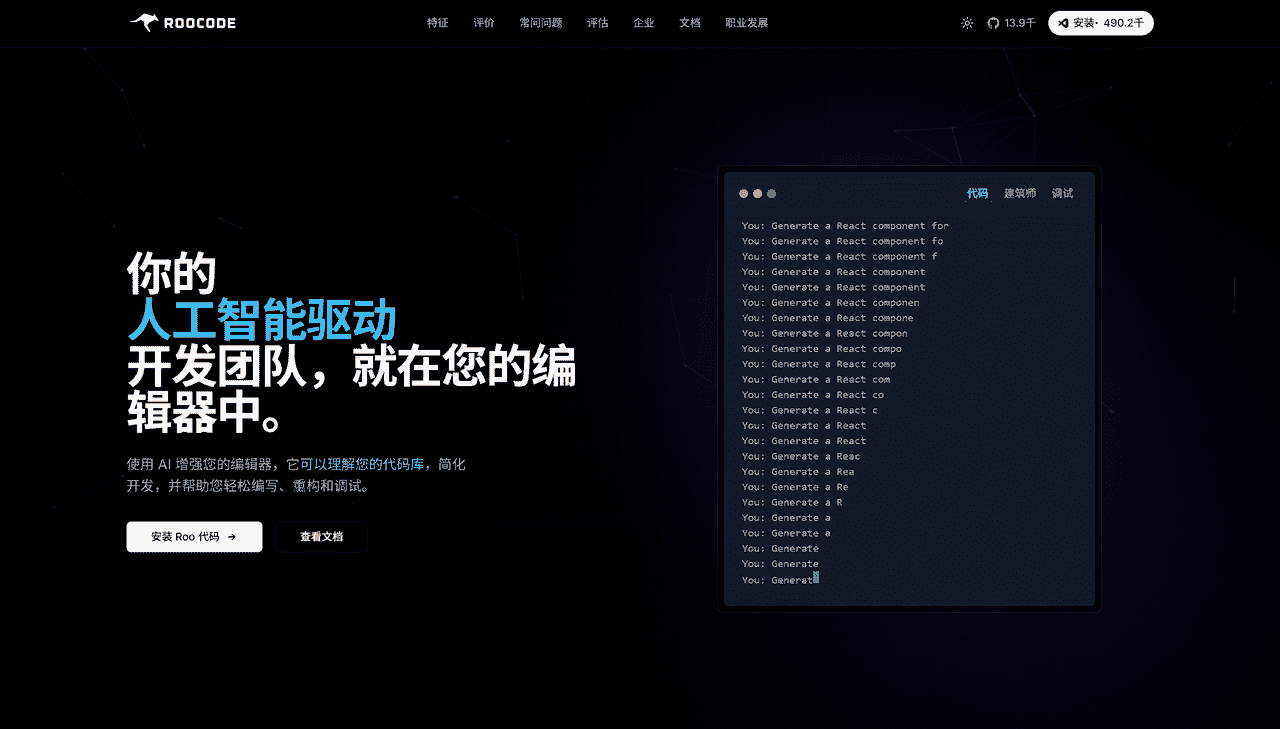 ROOCODE
特征 评价 常问问题 评估 企业 文档 职业发展
13.9千 安装· 490.2千
你的
人工智能驱动
开发团队，就在您的编
辑器中。
使用 AI 增强您的编辑器，它可以理解您的代码库，简化
开发，并帮助您轻松编写、重构和调试。
安装 Roo 代码 →
查看文档
代码 建筑师 调试
You: Generate a React component for
You: Generate a React component fo
You: Generate a React component f
You: Generate a React component
You: Generate a React component
You: Generate a React componen
You: Generate a React compone
You: Generate a React compon
You: Generate a React compo
You: Generate a React comp
You: Generate a React com
You: Generate a React co
You: Generate a React c
You: Generate a React
You: Generate a React
You: Generate a Reac
You: Generate a Rea
You: Generate a Re
You: Generate a R
You: Generate a
You: Generate a
You: Generate
You: Generate
You: Generat